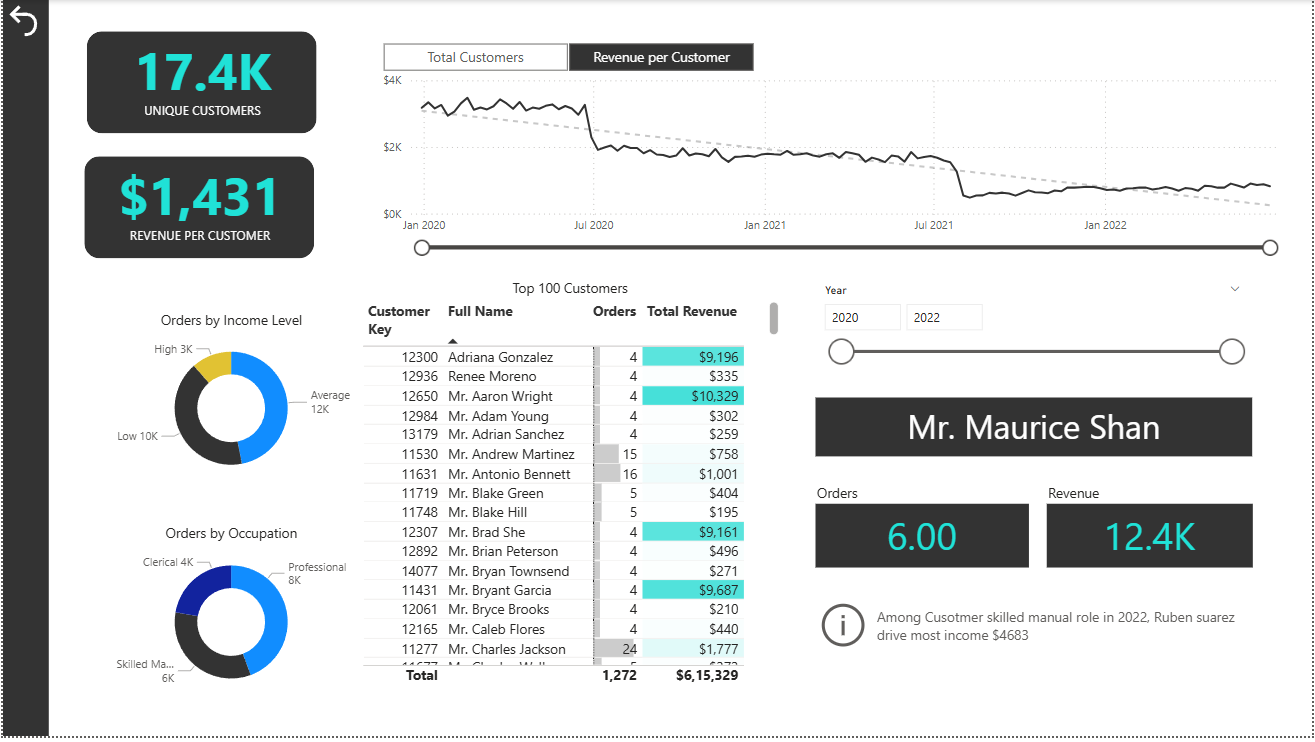 17.4K
UNIQUE CUSTOMERS
$1,431
REVENUE PER CUSTOMER
Total Customers
Revenue per Customer
$4K
$2K
$0K
Jan 2020
Jul 2020
Jan 2021
Jul 2021
Jan 2022
Orders by Income Level
High 3K
Average
12K
Low 10K
Orders by Occupation
Clerical 4K
Professional
8K
Skilled Ma...
6K
Top 100 Customers
Customer Key Full Name Orders Total Revenue
12300 Adriana Gonzalez 4 $9,196
12936 Renee Moreno 4 $335
12650 Mr. Aaron Wright 4 $10,329
12984 Mr. Adam Young 4 $302
13179 Mr. Adrian Sanchez 4 $259
11530 Mr. Andrew Martinez 15 $758
11631 Mr. Antonio Bennett 16 $1,001
11719 Mr. Blake Green 5 $404
11748 Mr. Blake Hill 5 $195
12307 Mr. Brad She 4 $9,161
12892 Mr. Brian Peterson 4 $496
14077 Mr. Bryan Townsend 4 $271
11431 Mr. Bryant Garcia 4 $9,687
12061 Mr. Bryce Brooks 4 $210
12165 Mr. Caleb Flores 4 $440
11277 Mr. Charles Jackson 24 $1,777
Total 1,272 $6,15,329
Year
2020
2022
Mr. Maurice Shan
Orders
6.00
Revenue
12.4K
Among Cusotmer skilled manual role in 2022, Ruben suarez
drive most income $4683